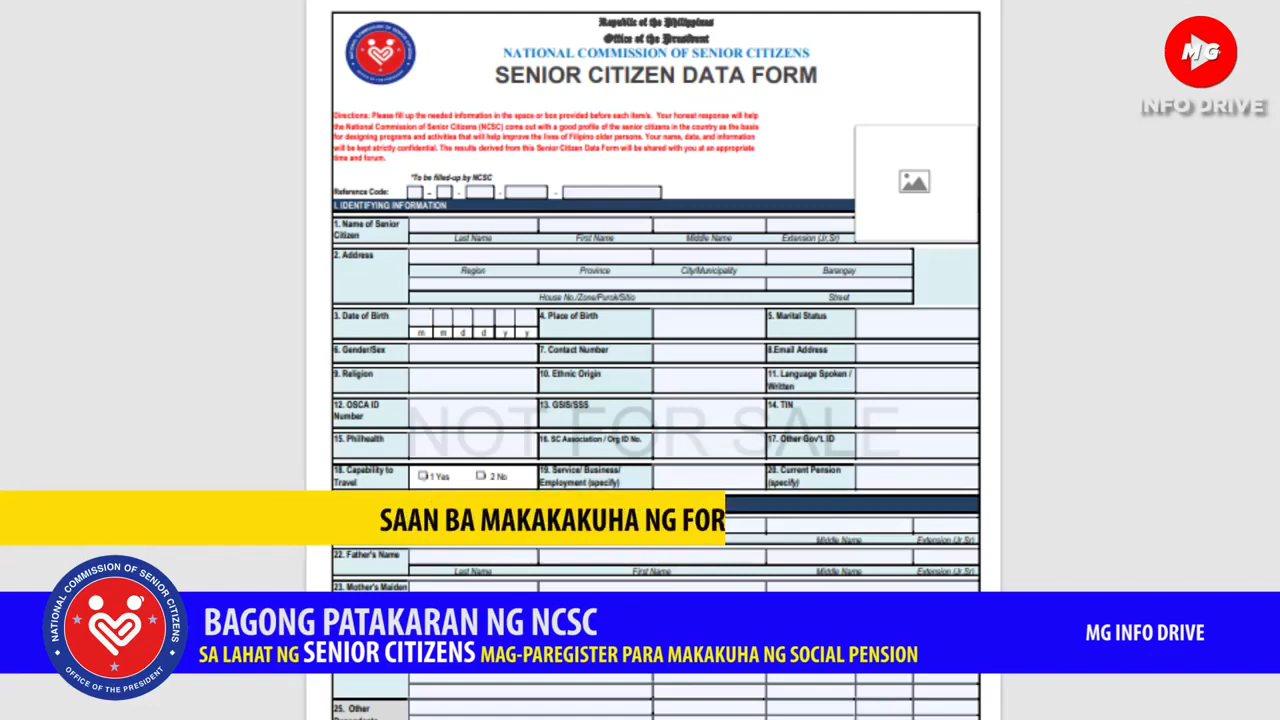 Republic of the Philippines
Office of the President
NATIONAL COMMISSION OF SENIOR CITIZENS
SENIOR CITIZEN DATA FORM
MG
INFO DRIVE
Directions: Please fill up the needed information in the space or box provided before each item/s. Your honest response will help
the National Commission of Senior Citizens (NCSC) come out with a good profile of the senior citizens in the country as the basis
for designing programs and activities that will help improve the lives of Filipino older persons. Your name, data, and information
will be kept strictly confidential. The results derived from this Senior Citizen Data Form will be shared with you at an appropriate
time and forum.
*To be filled-up by NCSC
Reference Code: - - - -
I. IDENTIFYING INFORMATION
1. Name of Senior Citizen
Last Name First Name Middle Name Extension (Jr,Sr)
2. Address
Region Province City/Municipality Barangay
House No./Zone/Purok/Sitio Street
3. Date of Birth 4. Place of Birth 5. Marital Status
m m d d y y
6. Gender/Sex 7. Contact Number 8.Email Address
9. Religion 10. Ethnic Origin 11. Language Spoken / Written
12. OSCA ID Number 13. GSIS/SSS 14. TIN
NOT FOR SALE
15. Philhealth 16. SC Association / Org ID No. 17. Other Gov't. ID
18. Capability to Travel 1 Yes 2 No 19. Service/ Business/ Employment (specify) 20. Current Pension (specify)
SAAN BA MAKAKAKUHA NG FOR
Middle Name Extension (Jr,Sr)
22. Father's Name
Last Name First Name Middle Name Extension (Jr,Sr)
23. Mother's Maiden
NATIONAL COMMISSION OF SENIOR CITIZENS
OFFICE OF THE PRESIDENT
BAGONG PATAKARAN NG NCSC
SA LAHAT NG SENIOR CITIZENS MAG-PAREGISTER PARA MAKAKUHA NG SOCIAL PENSION
MG INFO DRIVE
25. Other